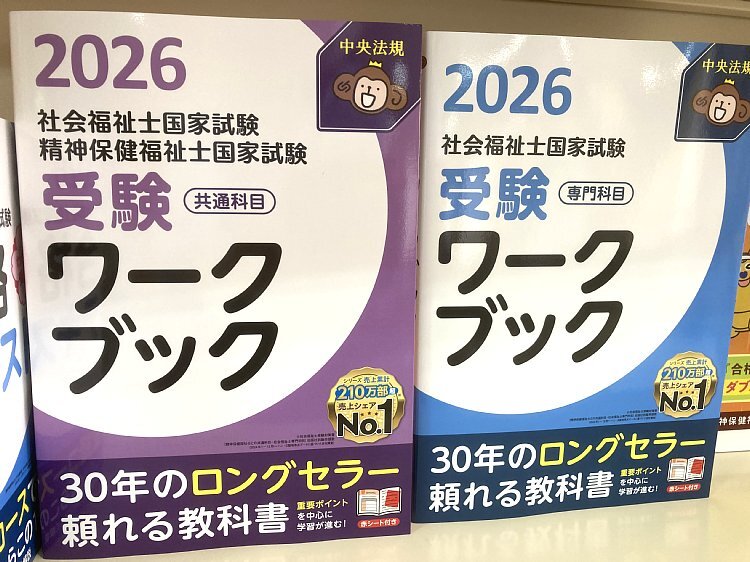 2026
中央法規
社会福祉士国家試験
精神保健福祉士国家試験
受験 共通科目
ワーク
ブック
シリーズ売上累計
210万部
売上シェア
No.1
30年のロングセラー
頼れる教科書
重要ポイント
を中心に
学習が進む!
赤シート付き
2026
中央法規
社会福祉士国家試験
受験 専門科目
ワーク
ブック
シリーズ売上累計
210万部
売上シェア
No.1
30年のロングセラー
頼れる教科書
重要ポイント
を中心に
学習が進む!
赤シート付き